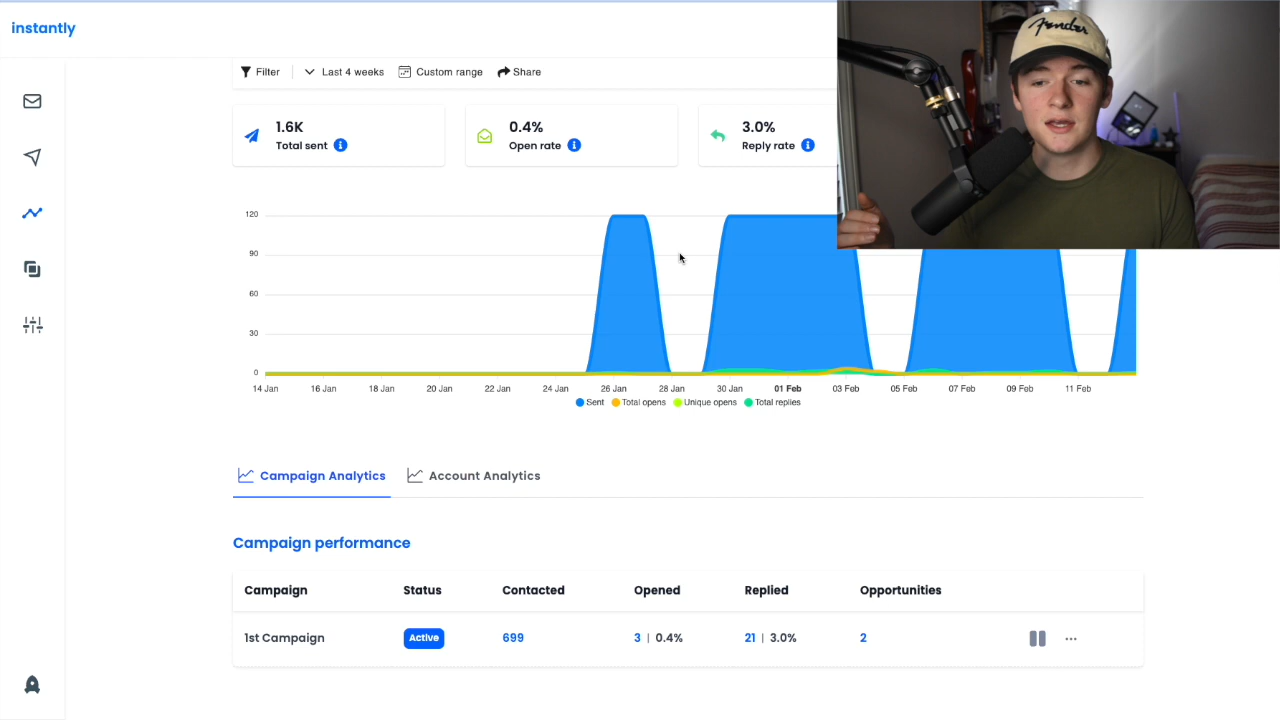 instantly
Fender
Filter Last 4 weeks Custom range Share
1.6K
Total sent
0.4%
Open rate
3.0%
Reply rate
120
90
60
30
0
14 Jan 16 Jan 18 Jan 20 Jan 22 Jan 24 Jan 26 Jan 28 Jan 30 Jan 01 Feb 03 Feb 05 Feb 07 Feb 09 Feb 11 Feb
Sent Total opens Unique opens Total replies
Campaign Analytics Account Analytics
Campaign performance
Campaign Status Contacted Opened Replied Opportunities
1st Campaign Active 699 3 | 0.4% 21 | 3.0% 2